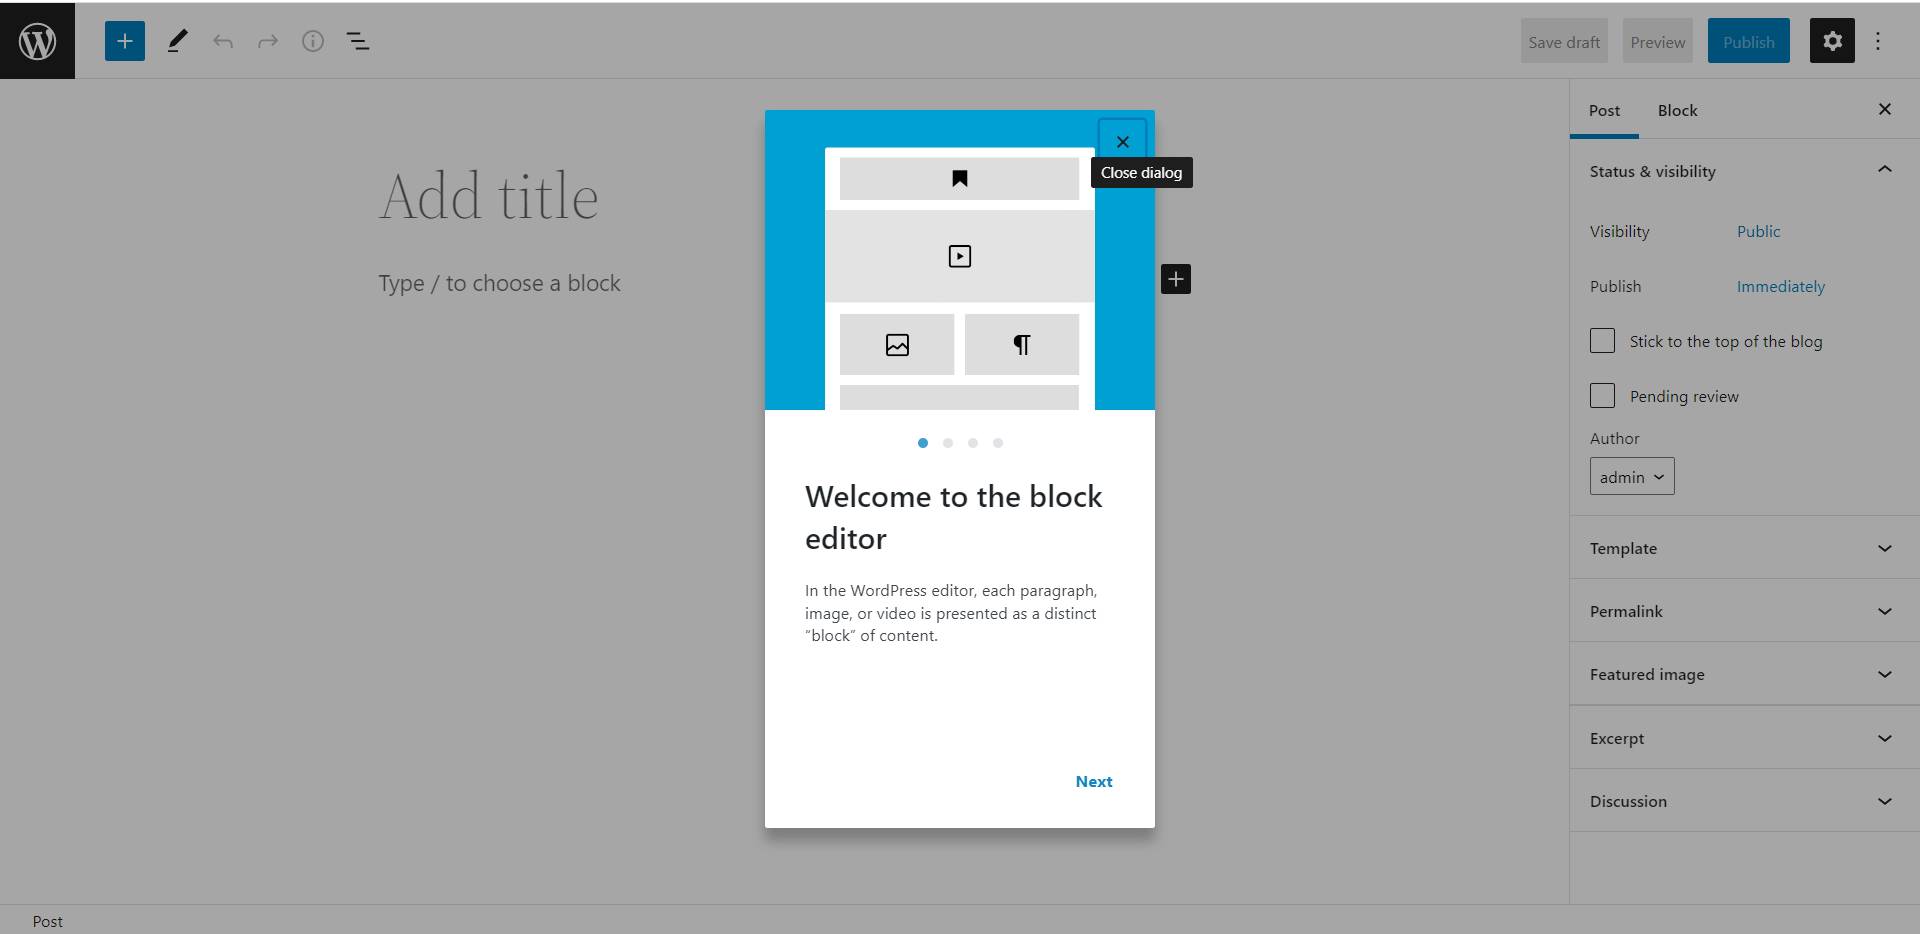 Save draft
Preview
Publish
Add title
Type / to choose a block
Close dialog
Welcome to the block
editor
In the WordPress editor, each paragraph,
image, or video is presented as a distinct
“block” of content.
Next
Post Block
Status & visibility
Visibility Public
Publish Immediately
Stick to the top of the blog
Pending review
Author
admin
Template
Permalink
Featured image
Excerpt
Discussion
Post